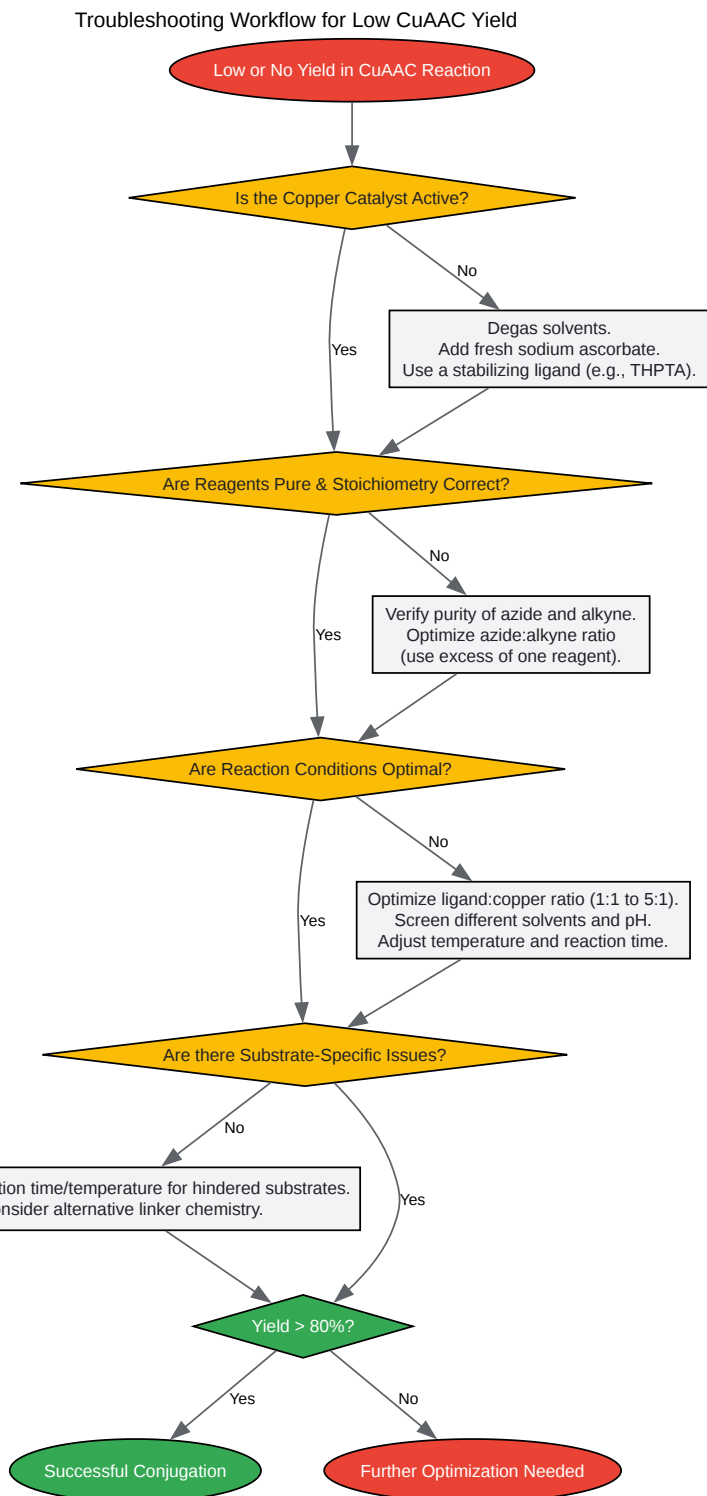 Troubleshooting Workflow for Low CuAAC Yield
Low or No Yield in CuAAC Reaction
Is the Copper Catalyst Active?
No
Degas solvents.
Add fresh sodium ascorbate.
Use a stabilizing ligand (e.g., THPTA).
Yes
Are Reagents Pure & Stoichiometry Correct?
No
Verify purity of azide and alkyne.
Optimize azide:alkyne ratio
(use excess of one reagent).
Yes
Are Reaction Conditions Optimal?
No
Optimize ligand:copper ratio (1:1 to 5:1).
Screen different solvents and pH.
Adjust temperature and reaction time.
Yes
Are there Substrate-Specific Issues?
No
time/temperature for hindered substrates.
alternative linker chemistry.
Yes
Yield > 80%?
Yes
No
Successful Conjugation
Further Optimization Needed